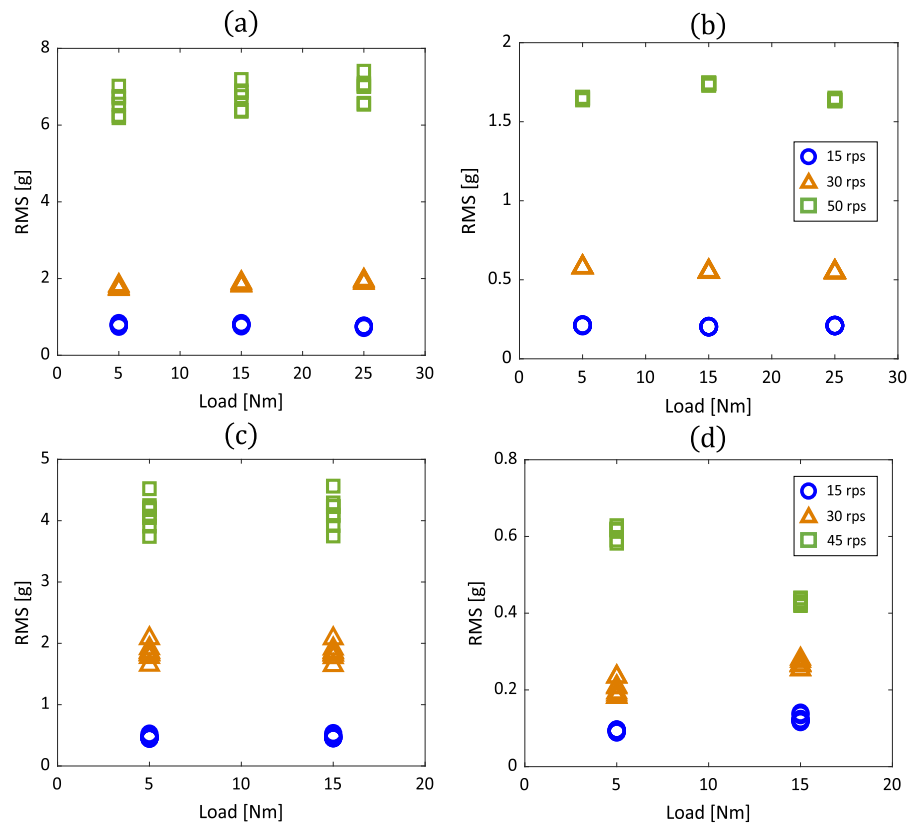 (a)
RMS [g]
8
6
4
2
0
0 5 10 15 20 25 30
Load [Nm]
(b)
RMS [g]
2
1.5
1
0.5
0
15 rps
30 rps
50 rps
0 5 10 15 20 25 30
Load [Nm]
(c)
RMS [g]
5
4
3
2
1
0
0 5 10 15 20
Load [Nm]
(d)
RMS [g]
0.8
0.6
0.4
0.2
0
15 rps
30 rps
45 rps
0 5 10 15 20
Load [Nm]